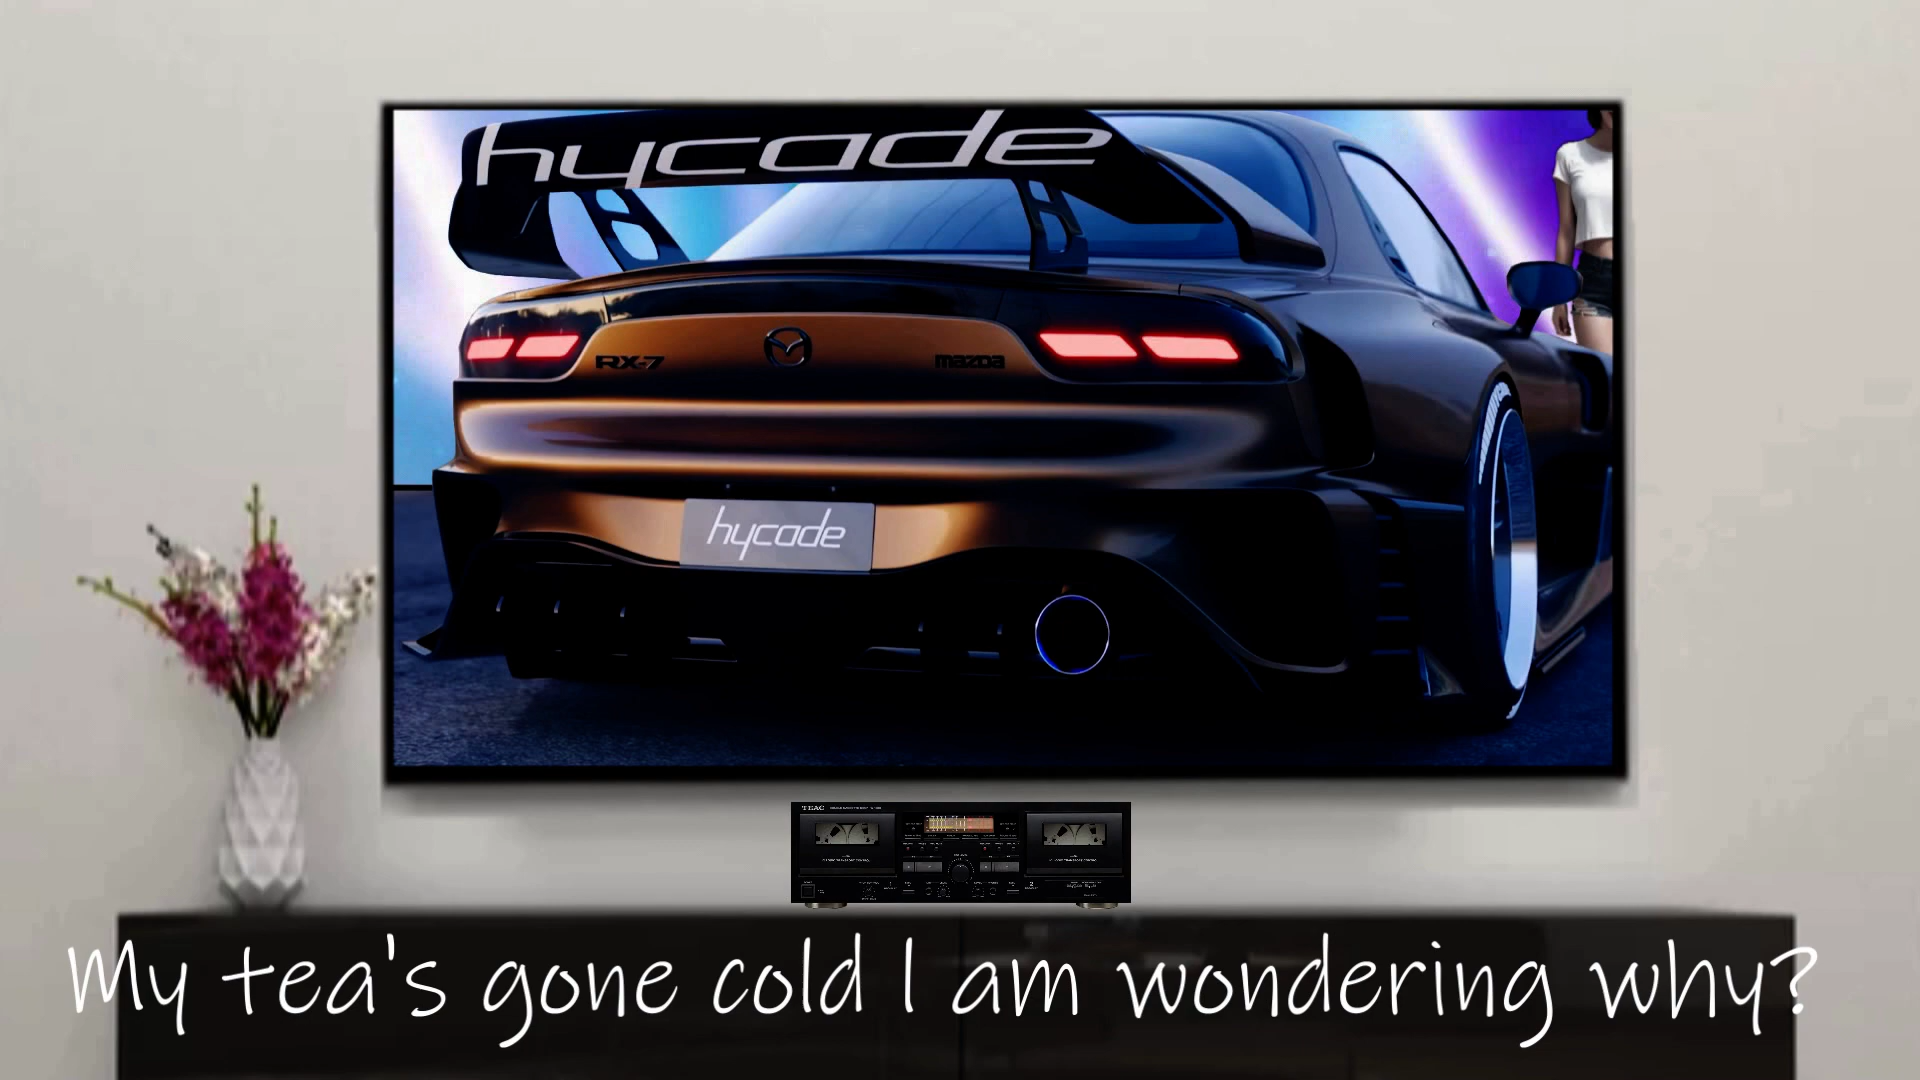 hycade
RX-7
mazda
hycade
TEAC
My tea's gone cold I am wondering why?